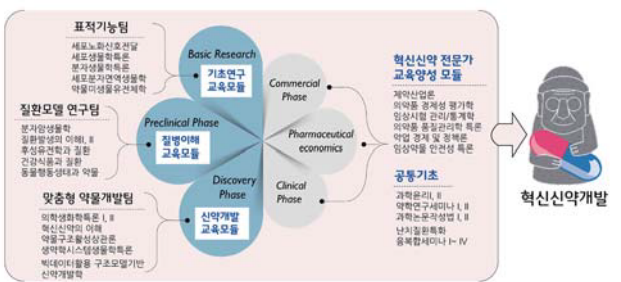 표적기능팀
세포노화신호전달
세포생물학특론
분자생물학특론
세포분자면역생물학
약물미생물유전체학
질환모델 연구팀
분자암생물학
질환발생의 이해I, II
후성유전학과 질환
건강식품과 질환
동물행동생태과 약물
맞춤형 약물개발팀
의학생화학특론 I, II
혁신신약의 이해
약물구조활성상관론
생약학시스템생물학특론
빅데이터활용 구조모델기반
신약개발학
Basic Research
기초연구
교육모듈
Preclinical Phase
질병이해
교육모듈
Discovery
Phase
신약개발
교육모듈
Commercial
Phase
Pharmaceutical
economics
Clinical
Phase
혁신신약 전문가
교육양성 모듈
제약산업론
의약품 경제성 평가학
임상시험 관리/통계학
의약품 품질관리학 특론
약업 경제 및 정책론
임상약물 안전성 특론
공통기초
과학윤리I, II
약학연구세미나 I, II
과학논문작성법 I, II
난치질환특화
융복합세미나 I~ IV
혁신신약개발